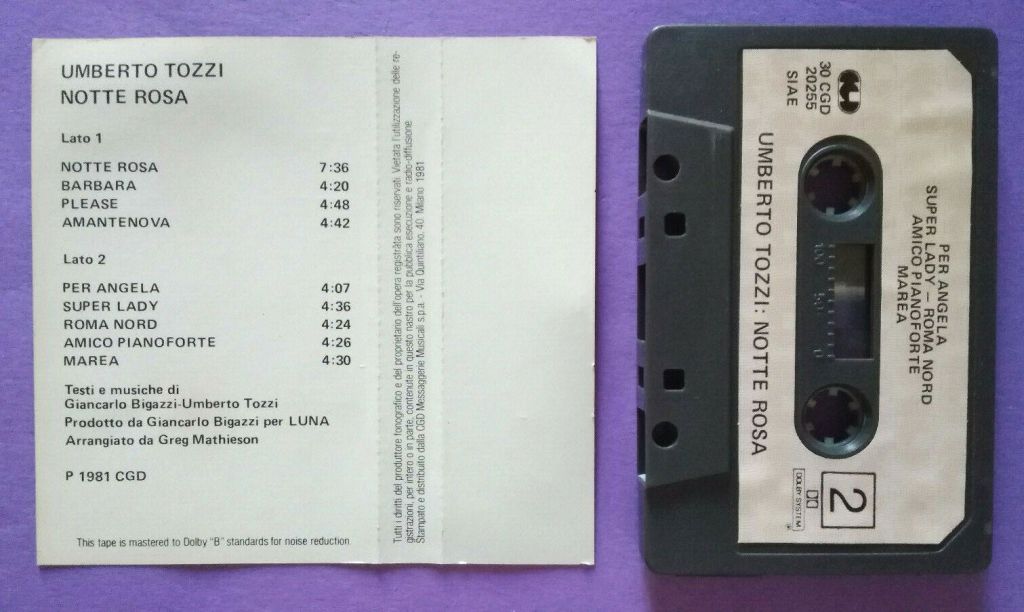 UMBERTO TOZZI
NOTTE ROSA
Lato 1
NOTTE ROSA 7:36
BARBARA 4:20
PLEASE 4:48
AMANTENOVA 4:42
Lato 2
PER ANGELA 4:07
SUPER LADY 4:36
ROMA NORD 4:24
AMICO PIANOFORTE 4:26
MAREA 4:30
Testi e musiche di
Giancarlo Bigazzi-Umberto Tozzi
Prodotto da Giancarlo Bigazzi per LUNA
Arrangiato da Greg Mathieson
P 1981 CGD
This tape is mastered to Dolby "B" standards for noise reduction
Tutti i diritti del produttore fonografico e del proprietario dell'opera registrata sono riservati. Vietata l'utilizzazione delle re-
gistrazioni, per intero o in parte, contenute in questo nastro per la pubblica esecuzione e radio-diffusione
Stampato e distribuito dalla CGD Messaggerie Musicali s.p.a. - Via Quintiliano, 40. Milano 1981
30 CGD
20255
SIAE
UMBERTO TOZZI: NOTTE ROSA
PER ANGELA
SUPER LADY – ROMA NORD
AMICO PIANOFORTE
MAREA
100 50 0
2
DOLBY SYSTEM